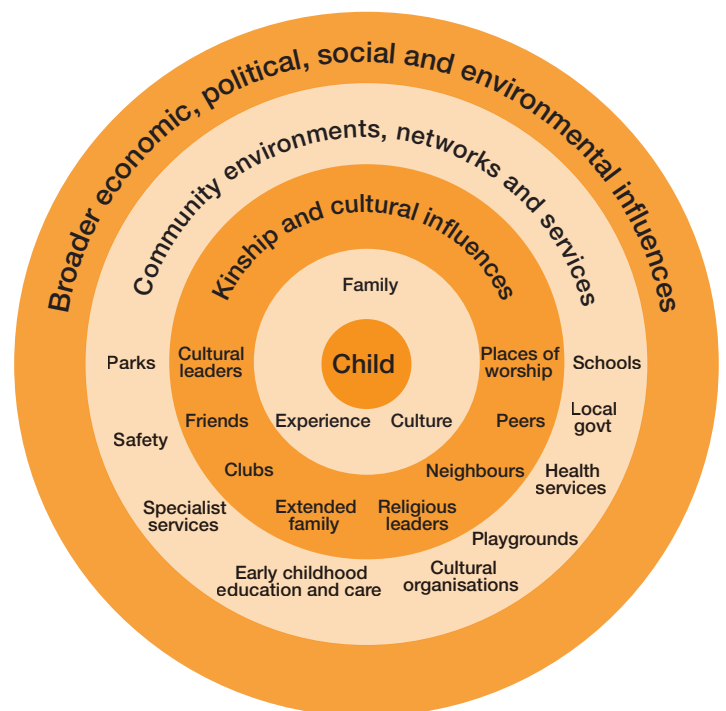 Broader economic, political, social and environmental influences
Community environments, networks and services
Kinship and cultural influences
Family
Child
Experience
Culture
Cultural
leaders
Places of
worship
Friends
Peers
Clubs
Neighbours
Extended
family
Religious
leaders
Parks
Schools
Safety
Local
govt
Specialist
services
Health
services
Playgrounds
Early childhood
education and care
Cultural
organisations